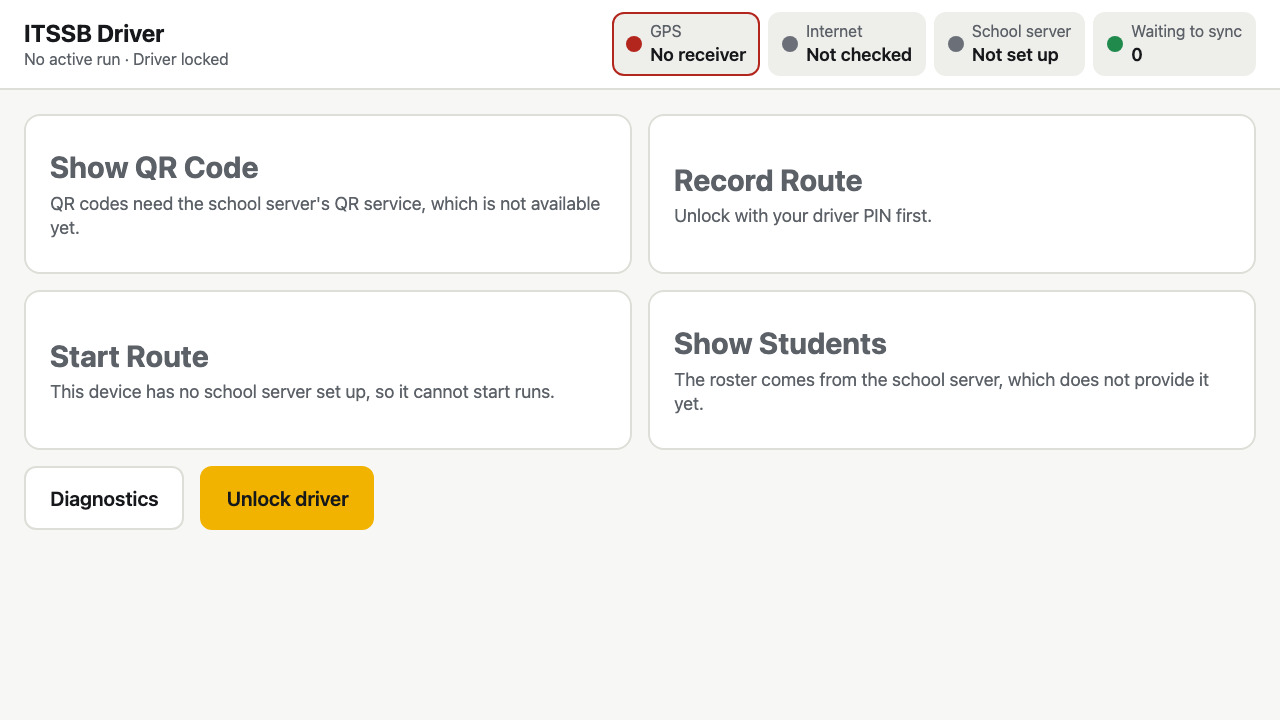 ITSSB Driver
No active run · Driver locked
GPS
No receiver
Internet
Not checked
School server
Not set up
Waiting to sync
0
Show QR Code
QR codes need the school server's QR service, which is not available
yet.
Record Route
Unlock with your driver PIN first.
Start Route
This device has no school server set up, so it cannot start runs.
Show Students
The roster comes from the school server, which does not provide it
yet.
Diagnostics
Unlock driver